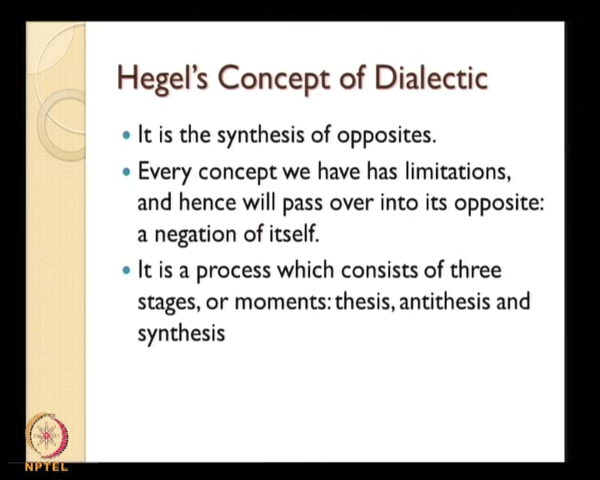 Hegel's Concept of Dialectic
It is the synthesis of opposites.
Every concept we have has limitations,
and hence will pass over into its opposite:
a negation of itself.
It is a process which consists of three
stages, or moments: thesis, antithesis and
synthesis
NPTEL